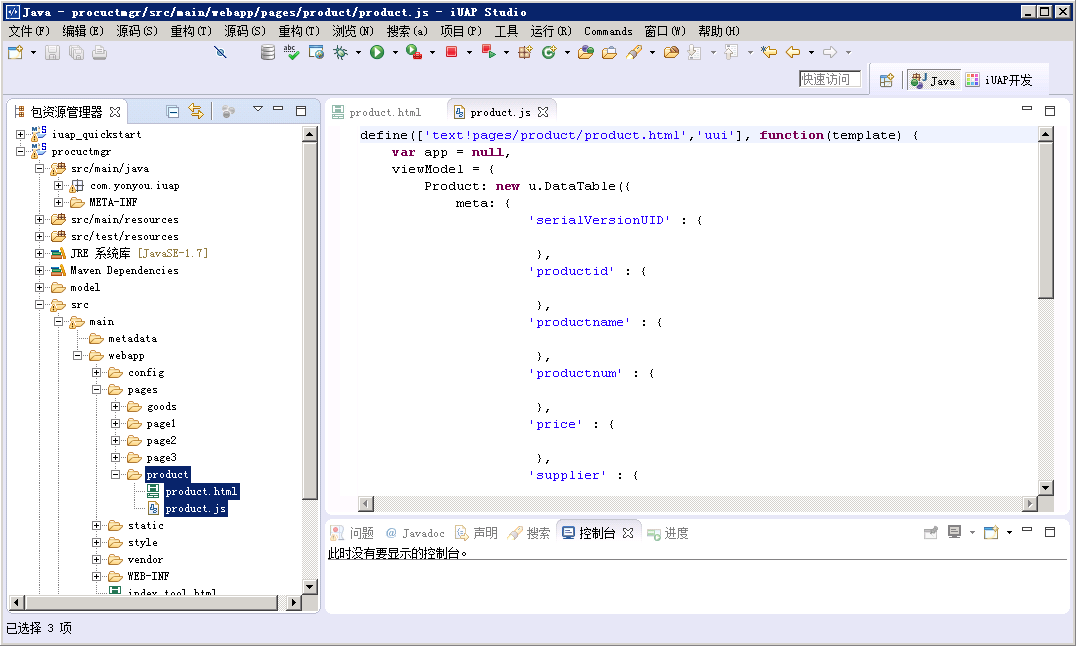 Java - procuctmgr/src/main/webapp/pages/product/product.js - iUAP Studio
文件(F) 编辑(E) 源码(S) 重构(T) 源码(S) 重构(T) 浏览(N) 搜索(a) 项目(P) 工具 运行(R) Commands 窗口(W) 帮助(H)
快速访问 Java iUAP开发
包资源管理器
iuap_quickstart
procuctmgr
src/main/java
com.yonyou.iuap
META-INF
src/main/resources
src/test/resources
JRE 系统库 [JavaSE-1.7]
Maven Dependencies
model
src
main
metadata
webapp
config
pages
goods
page1
page2
page3
product
product.html
product.js
static
style
vendor
WEB-INF
index_tool.html
product.html product.js
define(['text!pages/product/product.html','uui'], function(template) {
var app = null,
viewModel = {
Product: new u.DataTable({
meta: {
'serialVersionUID' : {
},
'productid' : {
},
'productname' : {
},
'productnum' : {
},
'price' : {
},
'supplier' : {
问题 @ Javadoc 声明 搜索 控制台 进度
此时没有要显示的控制台。
已选择 3 项